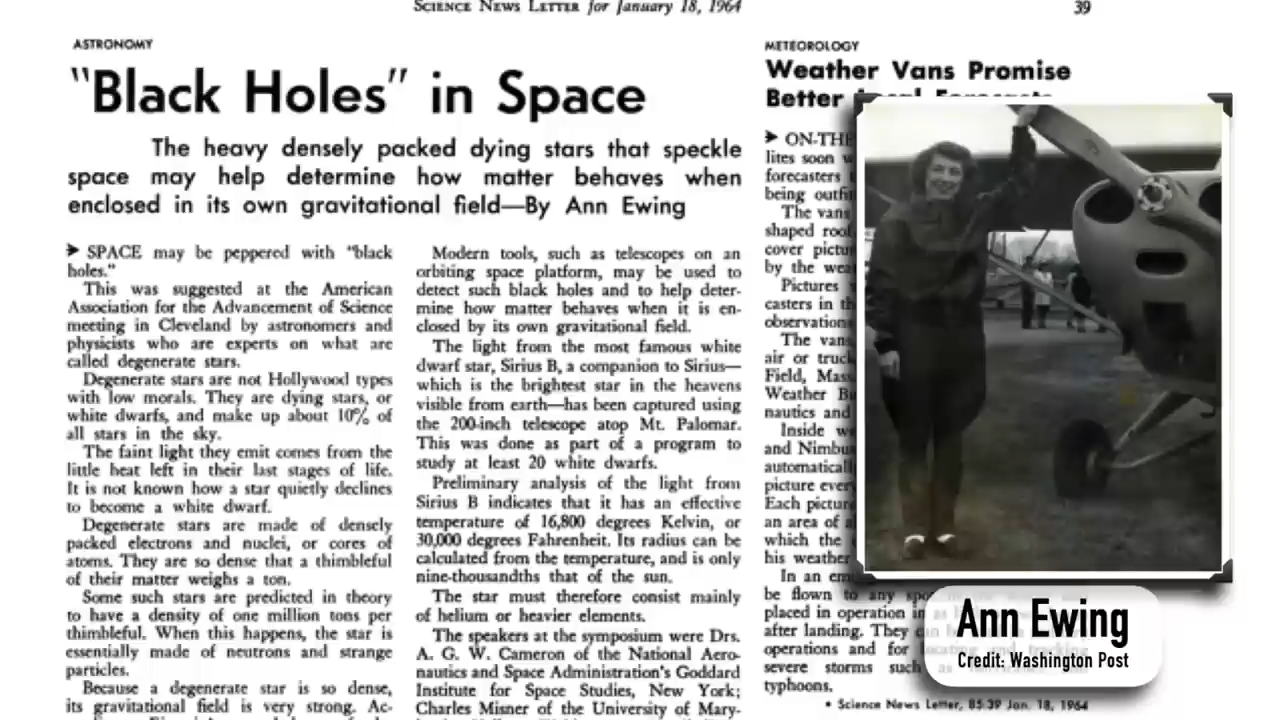 SCIENCE NEWS LETTER for January 18, 1964
39
ASTRONOMY
"Black Holes" in Space
The heavy densely packed dying stars that speckle
space may help determine how matter behaves when
enclosed in its own gravitational field—By Ann Ewing
➤ SPACE may be peppered with "black
holes."
This was suggested at the American
Association for the Advancement of Science
meeting in Cleveland by astronomers and
physicists who are experts on what are
called degenerate stars.
Degenerate stars are not Hollywood types
with low morals. They are dying stars, or
white dwarfs, and make up about 10% of
all stars in the sky.
The faint light they emit comes from the
little heat left in their last stages of life.
It is not known how a star quietly declines
to become a white dwarf.
Degenerate stars are made of densely
packed electrons and nuclei, or cores of
atoms. They are so dense that a thimbleful
of their matter weighs a ton.
Some such stars are predicted in theory
to have a density of one million tons per
thimbleful. When this happens, the star is
essentially made of neutrons and strange
particles.
Because a degenerate star is so dense,
its gravitational field is very strong. Ac-
Modern tools, such as telescopes on an
orbiting space platform, may be used to
detect such black holes and to help deter-
mine how matter behaves when it is en-
closed by its own gravitational field.
The light from the most famous white
dwarf star, Sirius B, a companion to Sirius—
which is the brightest star in the heavens
visible from earth—has been captured using
the 200-inch telescope atop Mt. Palomar.
This was done as part of a program to
study at least 20 white dwarfs.
Preliminary analysis of the light from
Sirius B indicates that it has an effective
temperature of 16,800 degrees Kelvin, or
30,000 degrees Fahrenheit. Its radius can be
calculated from the temperature, and is only
nine-thousandths that of the sun.
The star must therefore consist mainly
of helium or heavier elements.
The speakers at the symposium were Drs.
A. G. W. Cameron of the National Aero-
nautics and Space Administration's Goddard
Institute for Space Studies, New York;
Charles Misner of the University of Mary-
METEOROLOGY
Weather Vans Promise
Better Local Forecasts
➤ ON-THE
lites soon
forecasters
being outfi
The vans
shaped roof
cover pictu
by the wea
Pictures
casters in th
observations
The vans
air or truck
Field, Mass.
Weather Bu
nautics and
Inside
and Nimbu
automatically
picture every
Each picture
an area of
which the
his weather
In an em
be flown to any spot
placed in operation in
after landing. They can be
operations and for locating and tracking
severe storms such as
typhoons.
• Science News Letter, 85:39 Jan. 18, 1964
Ann Ewing
Credit: Washington Post